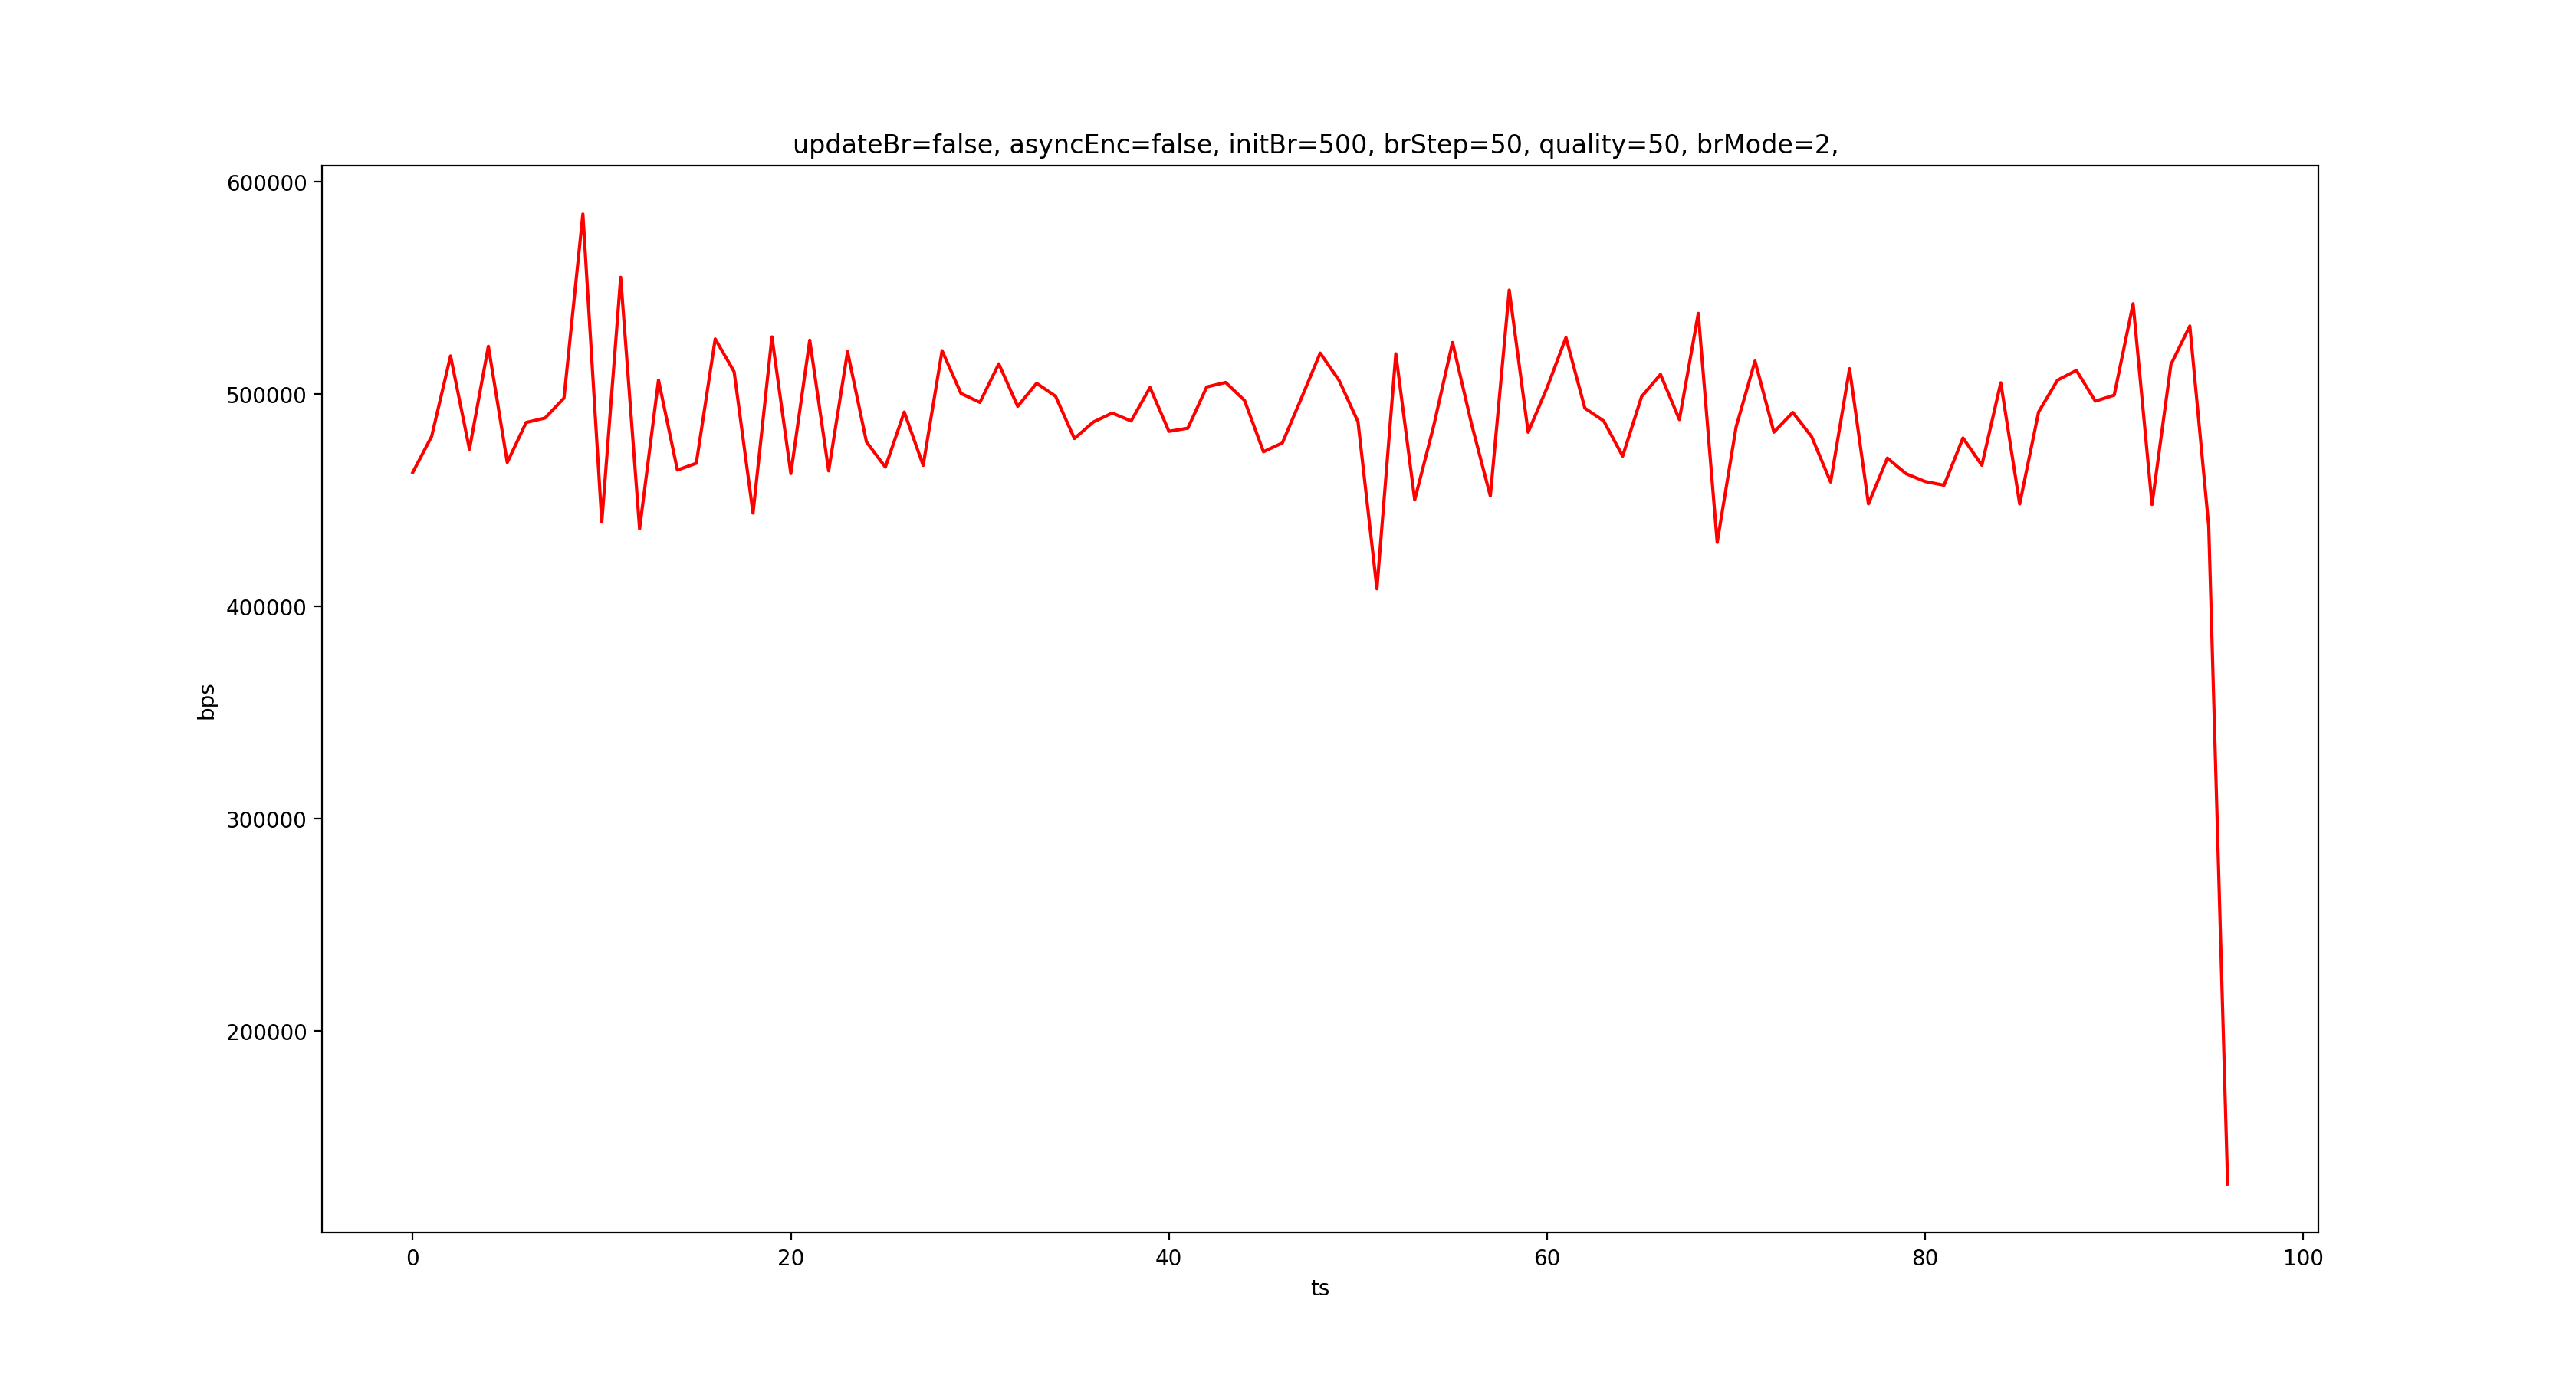 updateBr=false, asyncEnc=false, initBr=500, brStep=50, quality=50, brMode=2,
600000
500000
400000
300000
200000
bps
0 20 40 60 80 100
ts